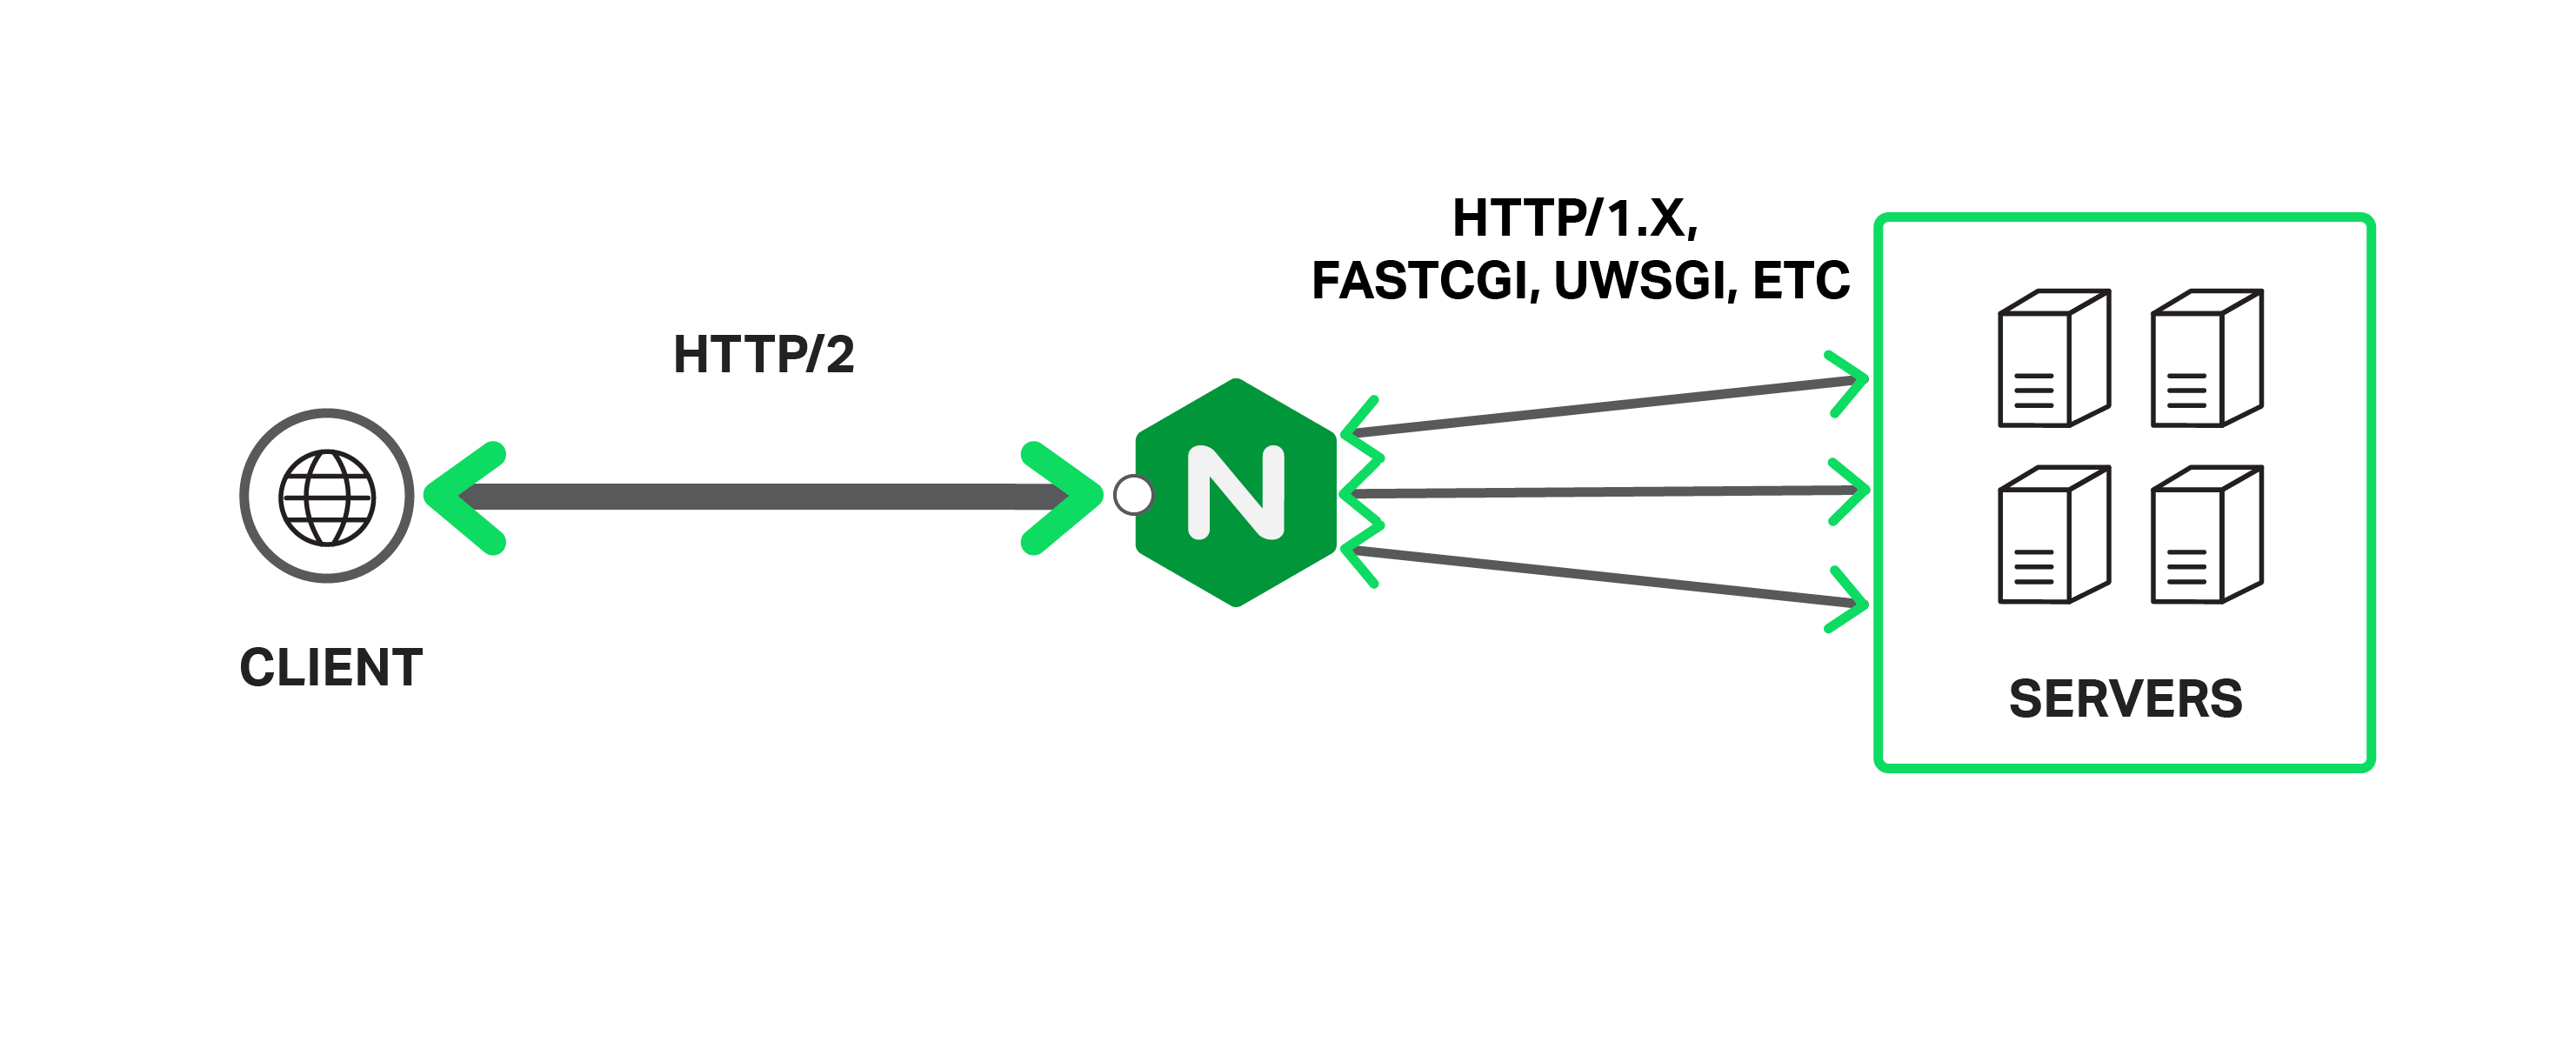 HTTP/1.X,
FASTCGI, UWSGI, ETC
HTTP/2
N
CLIENT
SERVERS